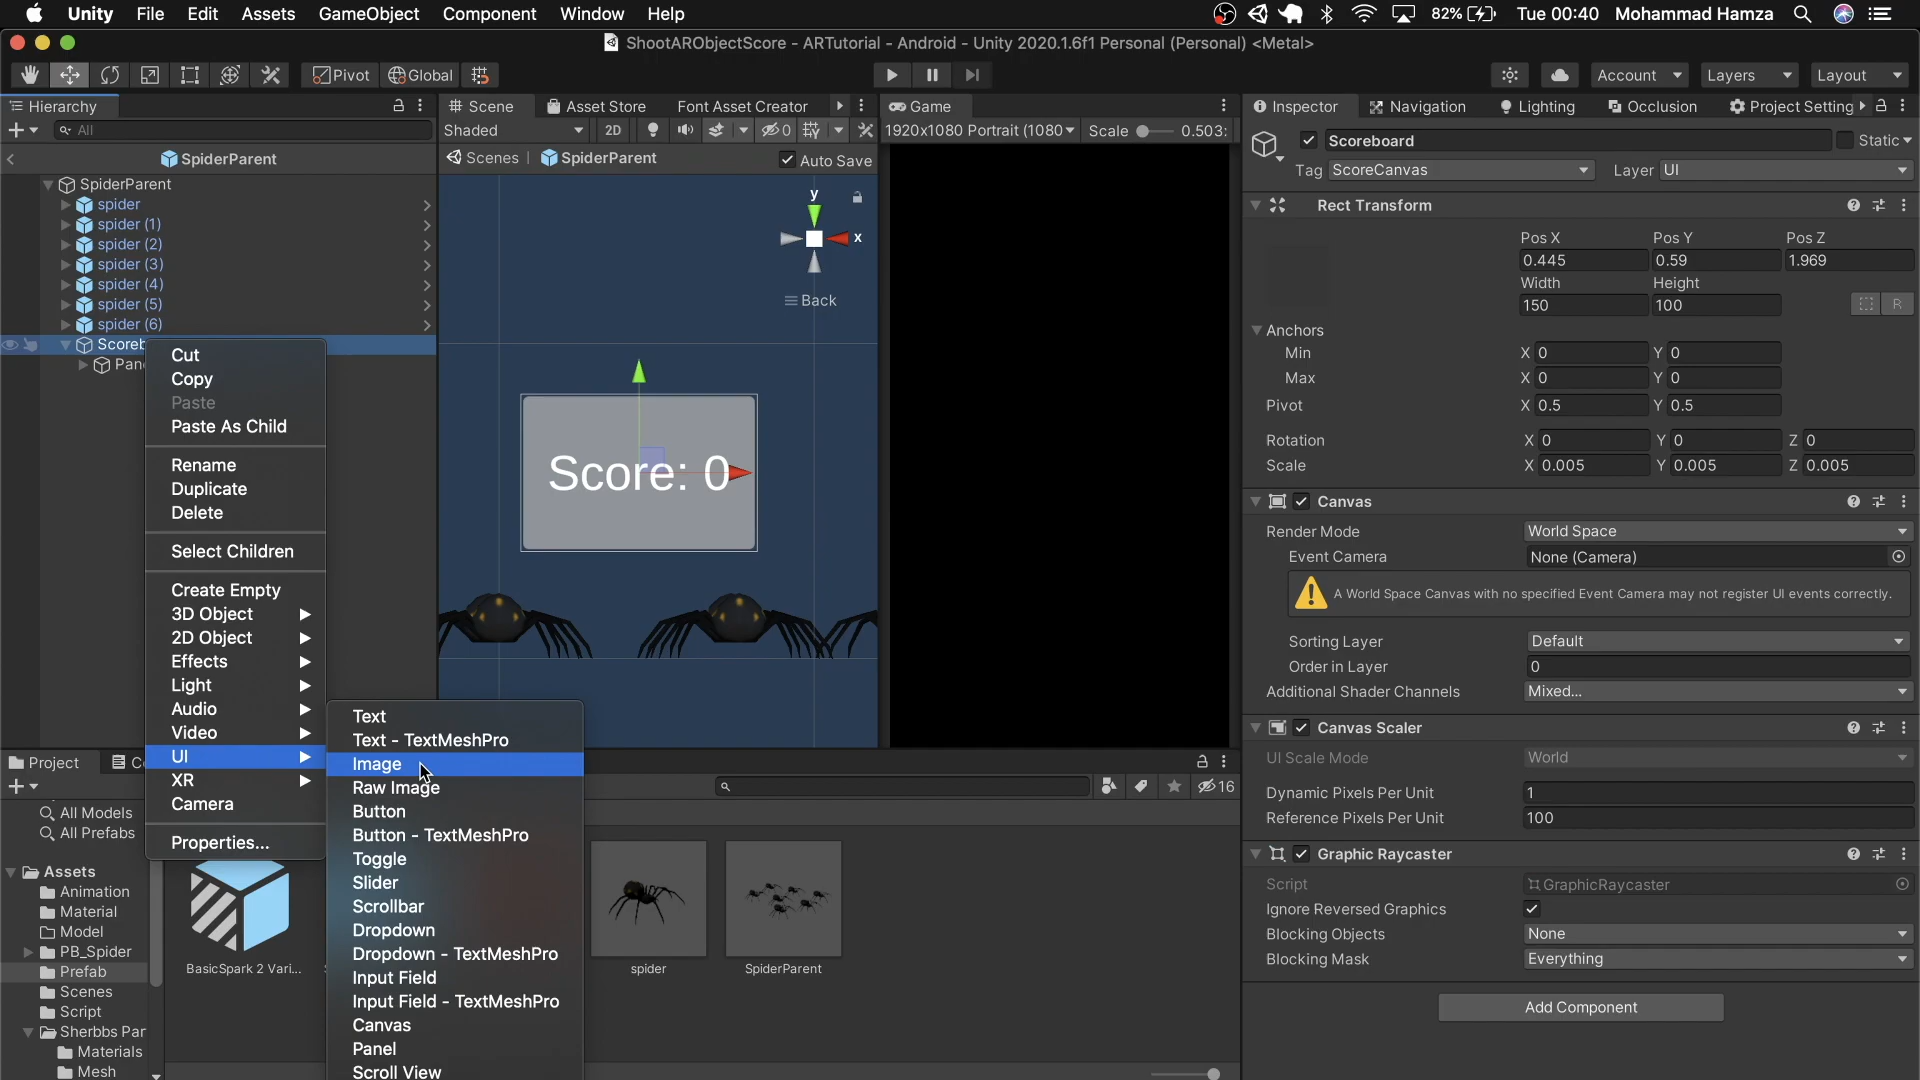 Unity File Edit Assets GameObject Component Window Help 82% Tue 00:40 Mohammad Hamza
ShootARObjectScore - ARTutorial - Android - Unity 2020.1.6f1 Personal (Personal) <Metal>
Pivot Global Account Layers Layout
Hierarchy
All
SpiderParent
SpiderParent
spider
spider (1)
spider (2)
spider (3)
spider (4)
spider (5)
spider (6)
Scoreb
Pan
Cut
Copy
Paste
Paste As Child
Rename
Duplicate
Delete
Select Children
Create Empty
3D Object
2D Object
Effects
Light
Audio
Video
UI
XR
Camera
Properties...
Text
Text - TextMeshPro
Image
Raw Image
Button
Button - TextMeshPro
Toggle
Slider
Scrollbar
Dropdown
Dropdown - TextMeshPro
Input Field
Input Field - TextMeshPro
Canvas
Panel
Scroll View
Scene Asset Store Font Asset Creator
Shaded 2D 0
Scenes SpiderParent Auto Save
y
x
Back
Score: 0
Game
1920x1080 Portrait (1080 Scale 0.503:
Project Co
16
All Models
All Prefabs
Assets
Animation
Material
Model
PB_Spider
Prefab
Scenes
Script
Sherbbs Par
Materials
Mesh
BasicSpark 2 Vari...
spider
SpiderParent
Inspector Navigation Lighting Occlusion Project Setting
Scoreboard Static
Tag ScoreCanvas Layer UI
Rect Transform
Pos X Pos Y Pos Z
0.445 0.59 1.969
Width Height
150 100 R
Anchors
Min X 0 Y 0
Max X 0 Y 0
Pivot X 0.5 Y 0.5
Rotation X 0 Y 0 Z 0
Scale X 0.005 Y 0.005 Z 0.005
Canvas
Render Mode World Space
Event Camera None (Camera)
A World Space Canvas with no specified Event Camera may not register UI events correctly.
Sorting Layer Default
Order in Layer 0
Additional Shader Channels Mixed...
Canvas Scaler
UI Scale Mode World
Dynamic Pixels Per Unit 1
Reference Pixels Per Unit 100
Graphic Raycaster
Script GraphicRaycaster
Ignore Reversed Graphics
Blocking Objects None
Blocking Mask Everything
Add Component